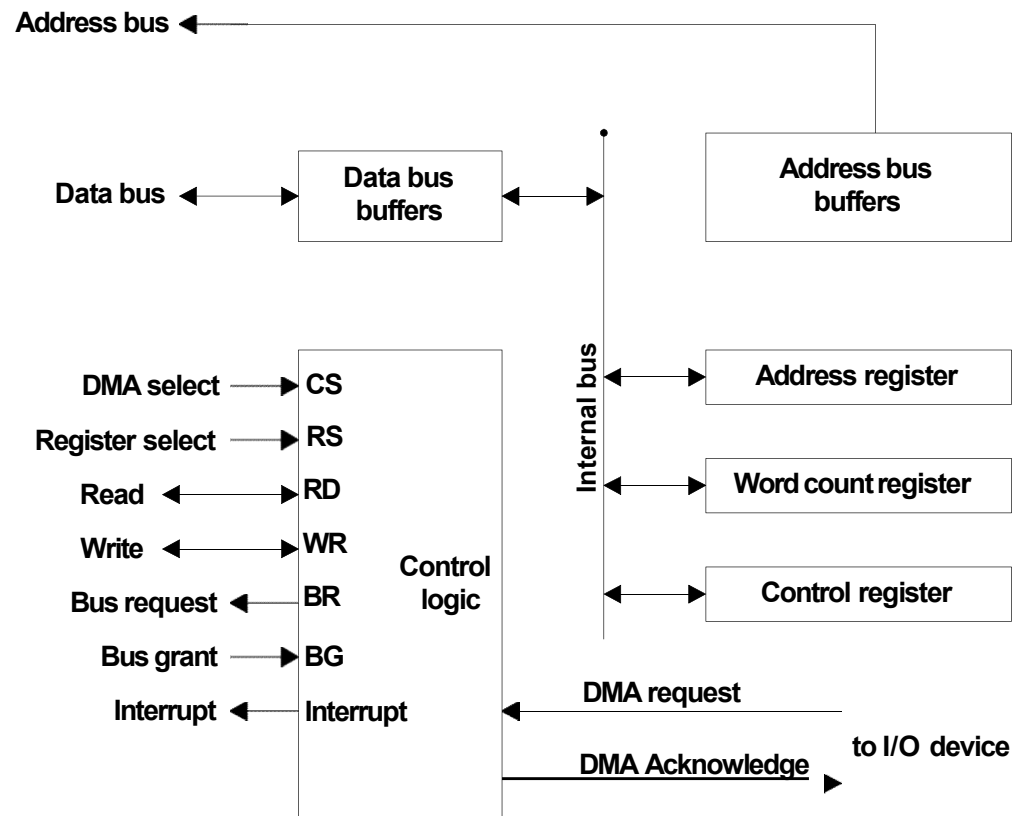 Address bus
Data bus
Data bus
buffers
Address bus
buffers
Internal bus
DMA select
CS
Register select
RS
Read
RD
Write
WR
Bus request
BR
Bus grant
BG
Interrupt
Interrupt
Control
logic
Address register
Word count register
Control register
DMA request
DMA Acknowledge
to I/O device